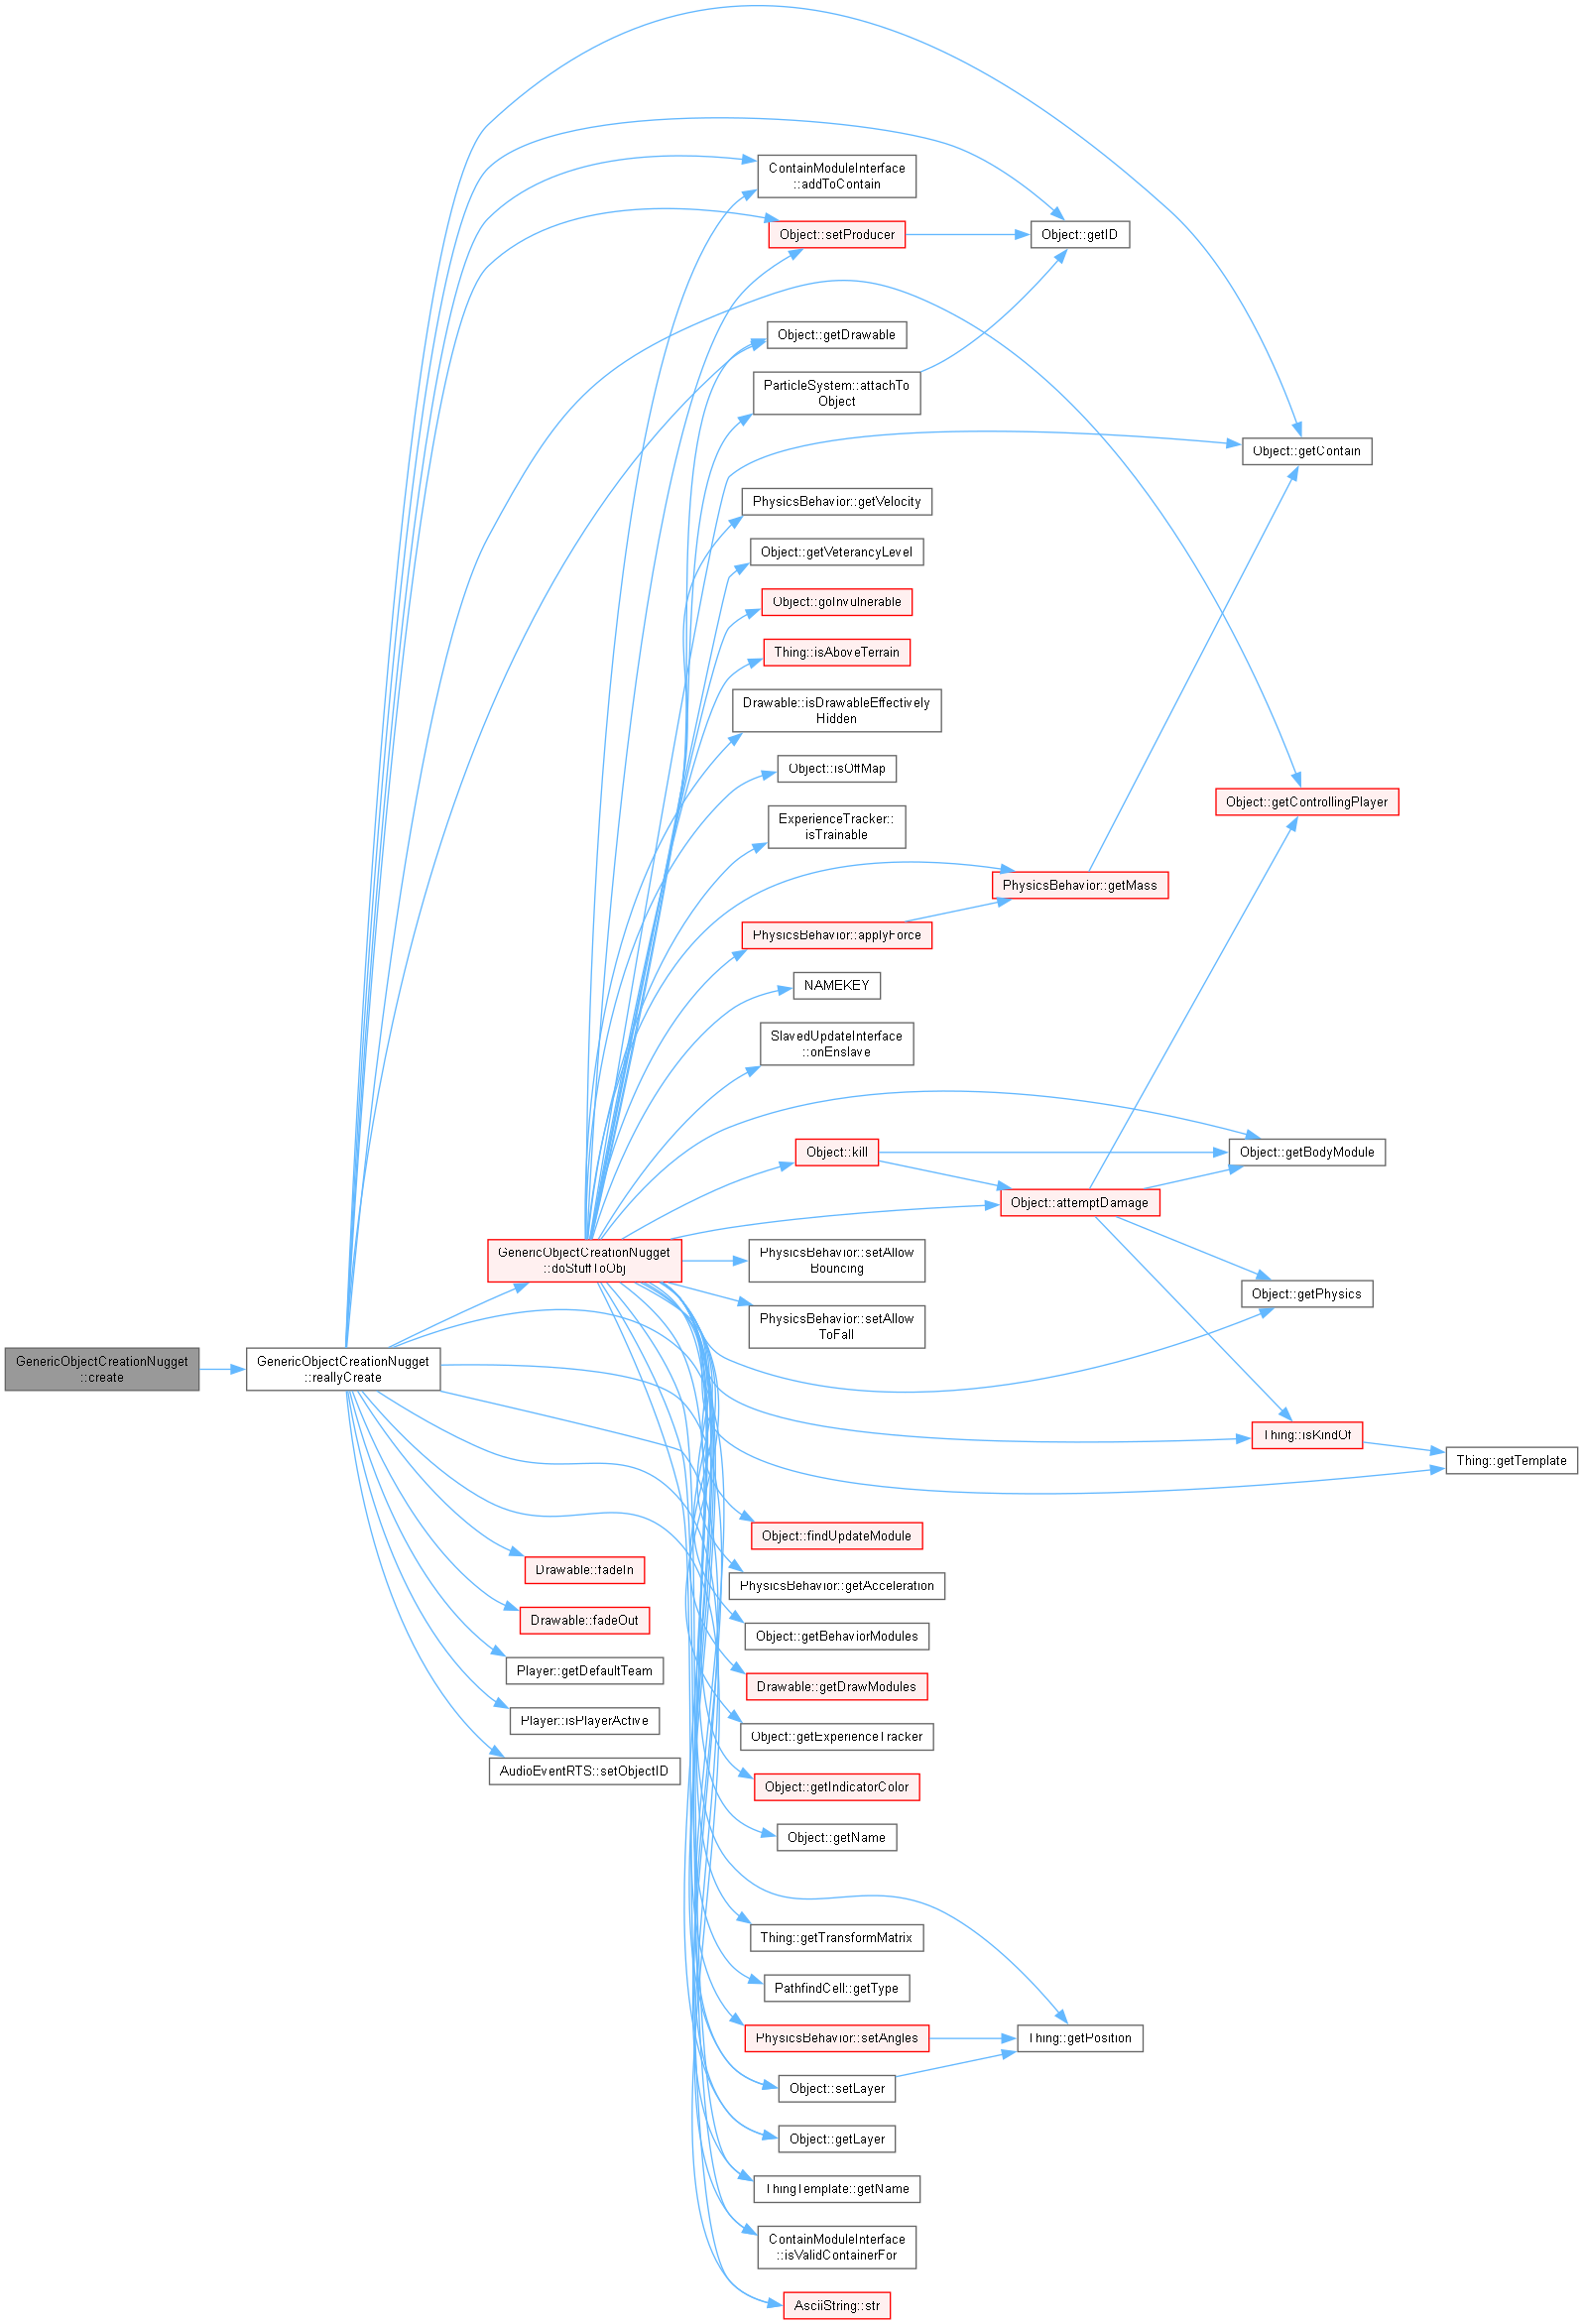 ContainModuleInterface
::addToContain
Object::setProducer
Object::getID
Object::getDrawable
ParticleSystem::attachTo
Object
Object::getContain
PhysicsBehavior::getVelocity
Object::getVeterancyLevel
Object::goInvulnerable
Thing::isAboveTerrain
Drawable::isDrawableEffectively
Hidden
Object::isOffMap
ExperienceTracker::
isTrainable
Object::getControllingPlayer
PhysicsBehavior::getMass
PhysicsBehavior::applyForce
NAMEKEY
SlavedUpdateInterface
::onEnslave
Object::kill
Object::getBodyModule
Object::attemptDamage
GenericObjectCreationNugget
::doStuffToObj
PhysicsBehavior::setAllow
Bouncing
Object::getPhysics
PhysicsBehavior::setAllow
ToFall
GenericObjectCreationNugget
::create
GenericObjectCreationNugget
::reallyCreate
Thing::isKindOf
Thing::getTemplate
Object::findUpdateModule
Drawable::fadeIn
PhysicsBehavior::getAcceleration
Drawable::fadeOut
Object::getBehaviorModules
Player::getDefaultTeam
Drawable::getDrawModules
Player::isPlayerActive
Object::getExperienceTracker
AudioEventRTS::setObjectID
Object::getIndicatorColor
Object::getName
Thing::getTransformMatrix
PathfindCell::getType
PhysicsBehavior::setAngles
Thing::getPosition
Object::setLayer
Object::getLayer
ThingTemplate::getName
ContainModuleInterface
::isValidContainerFor
AsciiString::str